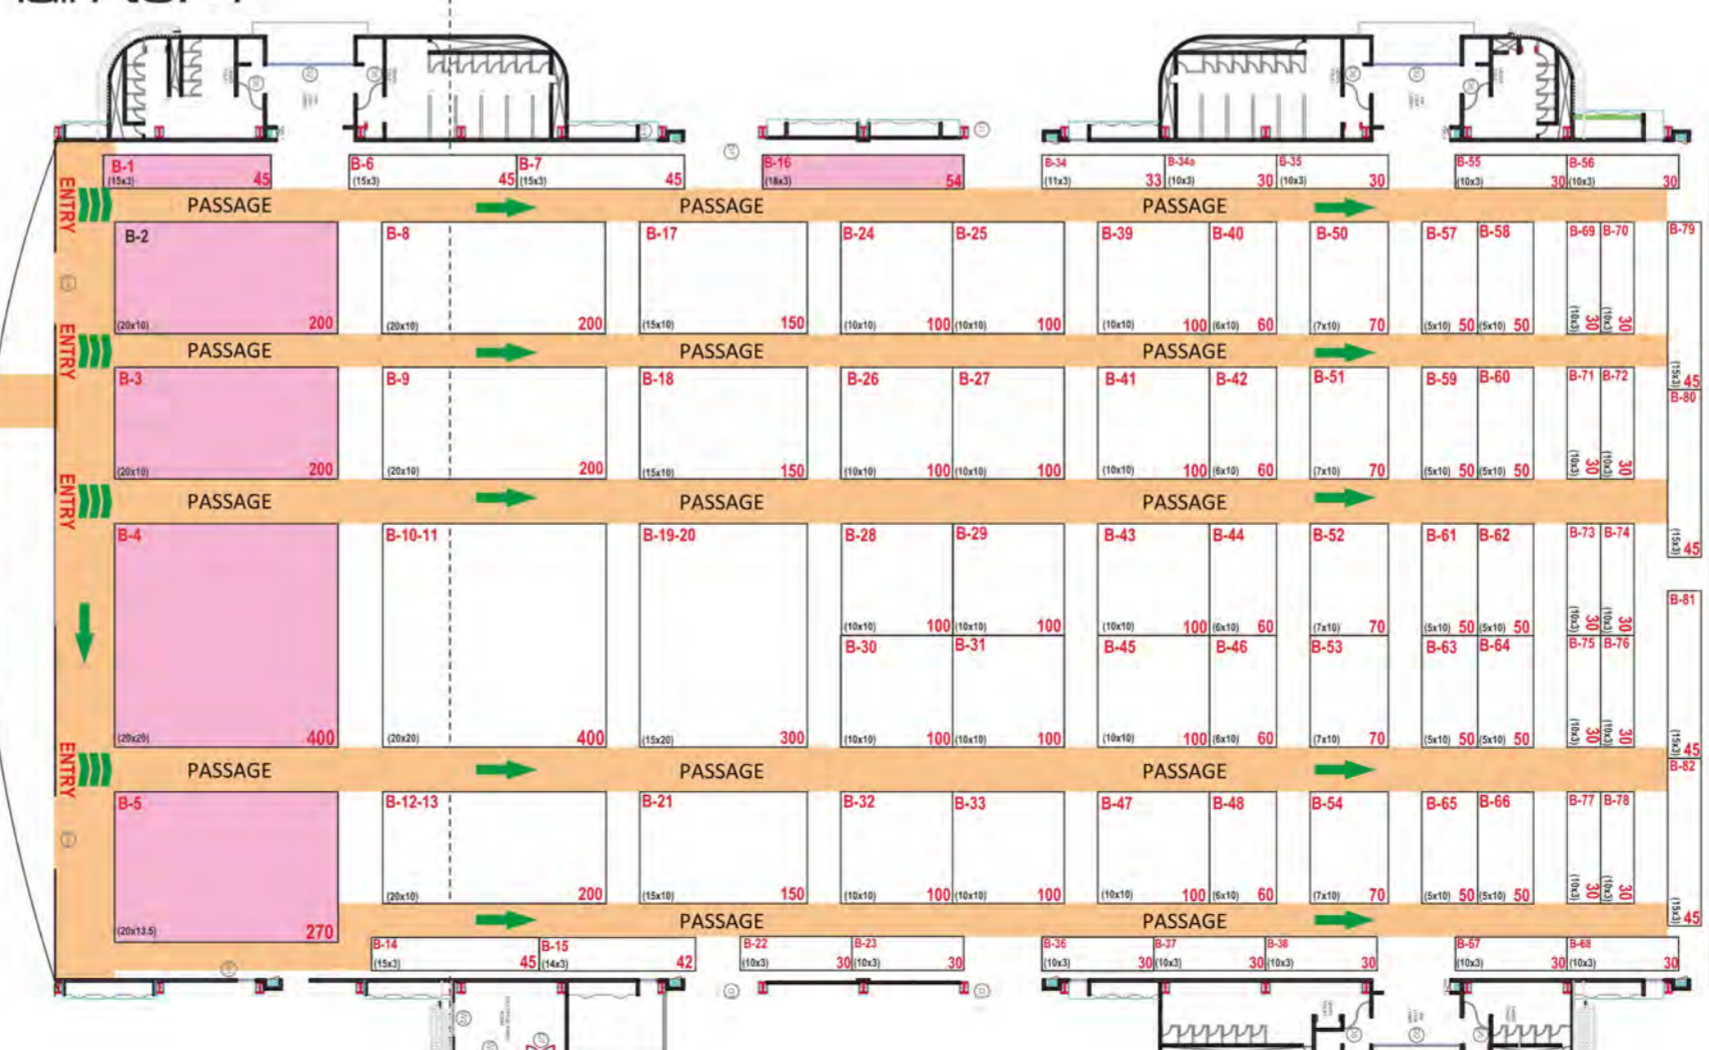 B-1
(15x3) 45
B-6
(15x3) 45
B-7
(15x3) 45
B-16
(18x3) 54
B-34
(11x3) 33
B-34a
(10x3) 30
B-35
(10x3) 30
B-55
(10x3) 30
B-56
(10x3) 30
ENTRY PASSAGE PASSAGE PASSAGE
B-2
(20x10) 200
B-8
(20x10) 200
B-17
(15x10) 150
B-24
(10x10) 100
B-25
(10x10) 100
B-39
(10x10) 100
B-40
(6x10) 60
B-50
(7x10) 70
B-57
(5x10) 50
B-58
(5x10) 50
B-69
(10x3) 30
B-70
(10x3) 30
B-79
(15x3) 45
ENTRY PASSAGE PASSAGE PASSAGE
B-3
(20x10) 200
B-9
(20x10) 200
B-18
(15x10) 150
B-26
(10x10) 100
B-27
(10x10) 100
B-41
(10x10) 100
B-42
(6x10) 60
B-51
(7x10) 70
B-59
(5x10) 50
B-60
(5x10) 50
B-71
(10x3) 30
B-72
(10x3) 30
B-80
(15x3) 45
ENTRY PASSAGE PASSAGE PASSAGE
B-4
(20x20) 400
B-10-11
(20x20) 400
B-19-20
(15x20) 300
B-28
(10x10) 100
B-29
(10x10) 100
B-43
(10x10) 100
B-44
(6x10) 60
B-52
(7x10) 70
B-61
(5x10) 50
B-62
(5x10) 50
B-73
(10x3) 30
B-74
(10x3) 30
B-81
(15x3) 45
B-30
(10x10) 100
B-31
(10x10) 100
B-45
(10x10) 100
B-46
(6x10) 60
B-53
(7x10) 70
B-63
(5x10) 50
B-64
(5x10) 50
B-75
(10x3) 30
B-76
(10x3) 30
ENTRY PASSAGE PASSAGE PASSAGE
B-5
(20x13.5) 270
B-12-13
(20x10) 200
B-21
(15x10) 150
B-32
(10x10) 100
B-33
(10x10) 100
B-47
(10x10) 100
B-48
(6x10) 60
B-54
(7x10) 70
B-65
(5x10) 50
B-66
(5x10) 50
B-77
(10x3) 30
B-78
(10x3) 30
B-82
(15x3) 45
PASSAGE PASSAGE
B-14
(15x3) 45
B-15
(14x3) 42
B-22
(10x3) 30
B-23
(10x3) 30
B-36
(10x3) 30
B-37
(10x3) 30
B-38
(10x3) 30
B-67
(10x3) 30
B-68
(10x3) 30